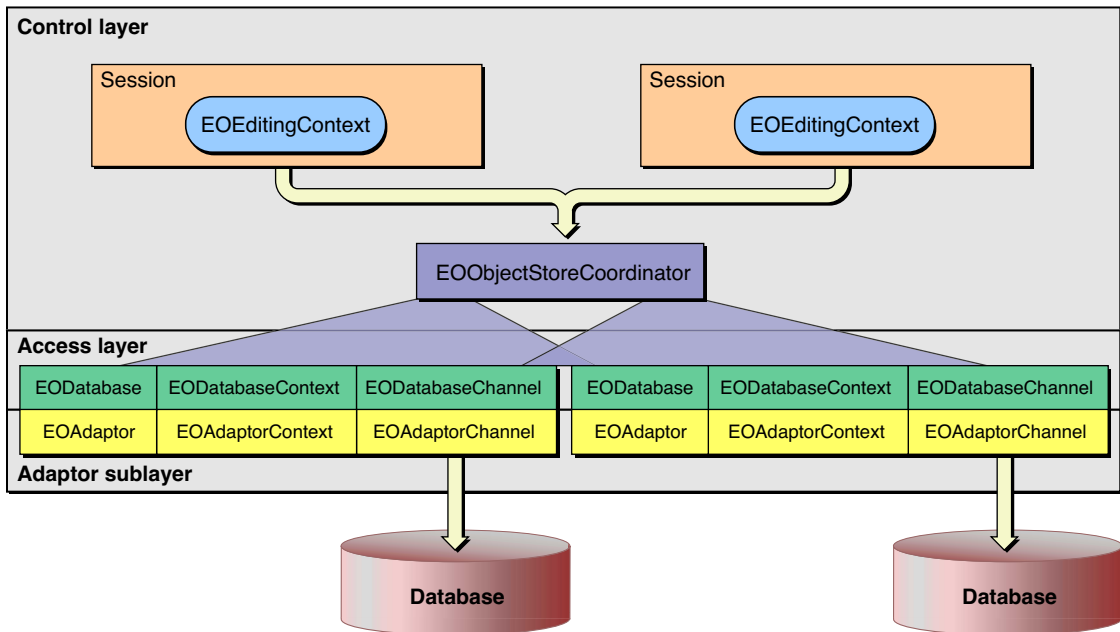 Control layer
Session
Session
EOEditingContext
EOEditingContext
EOObjectStoreCoordinator
Access layer
EODatabase
EODatabaseContext
EODatabaseChannel
EODatabase
EODatabaseContext
EODatabaseChannel
EOAdaptor
EOAdaptorContext
EOAdaptorChannel
EOAdaptor
EOAdaptorContext
EOAdaptorChannel
Adaptor sublayer
Database
Database